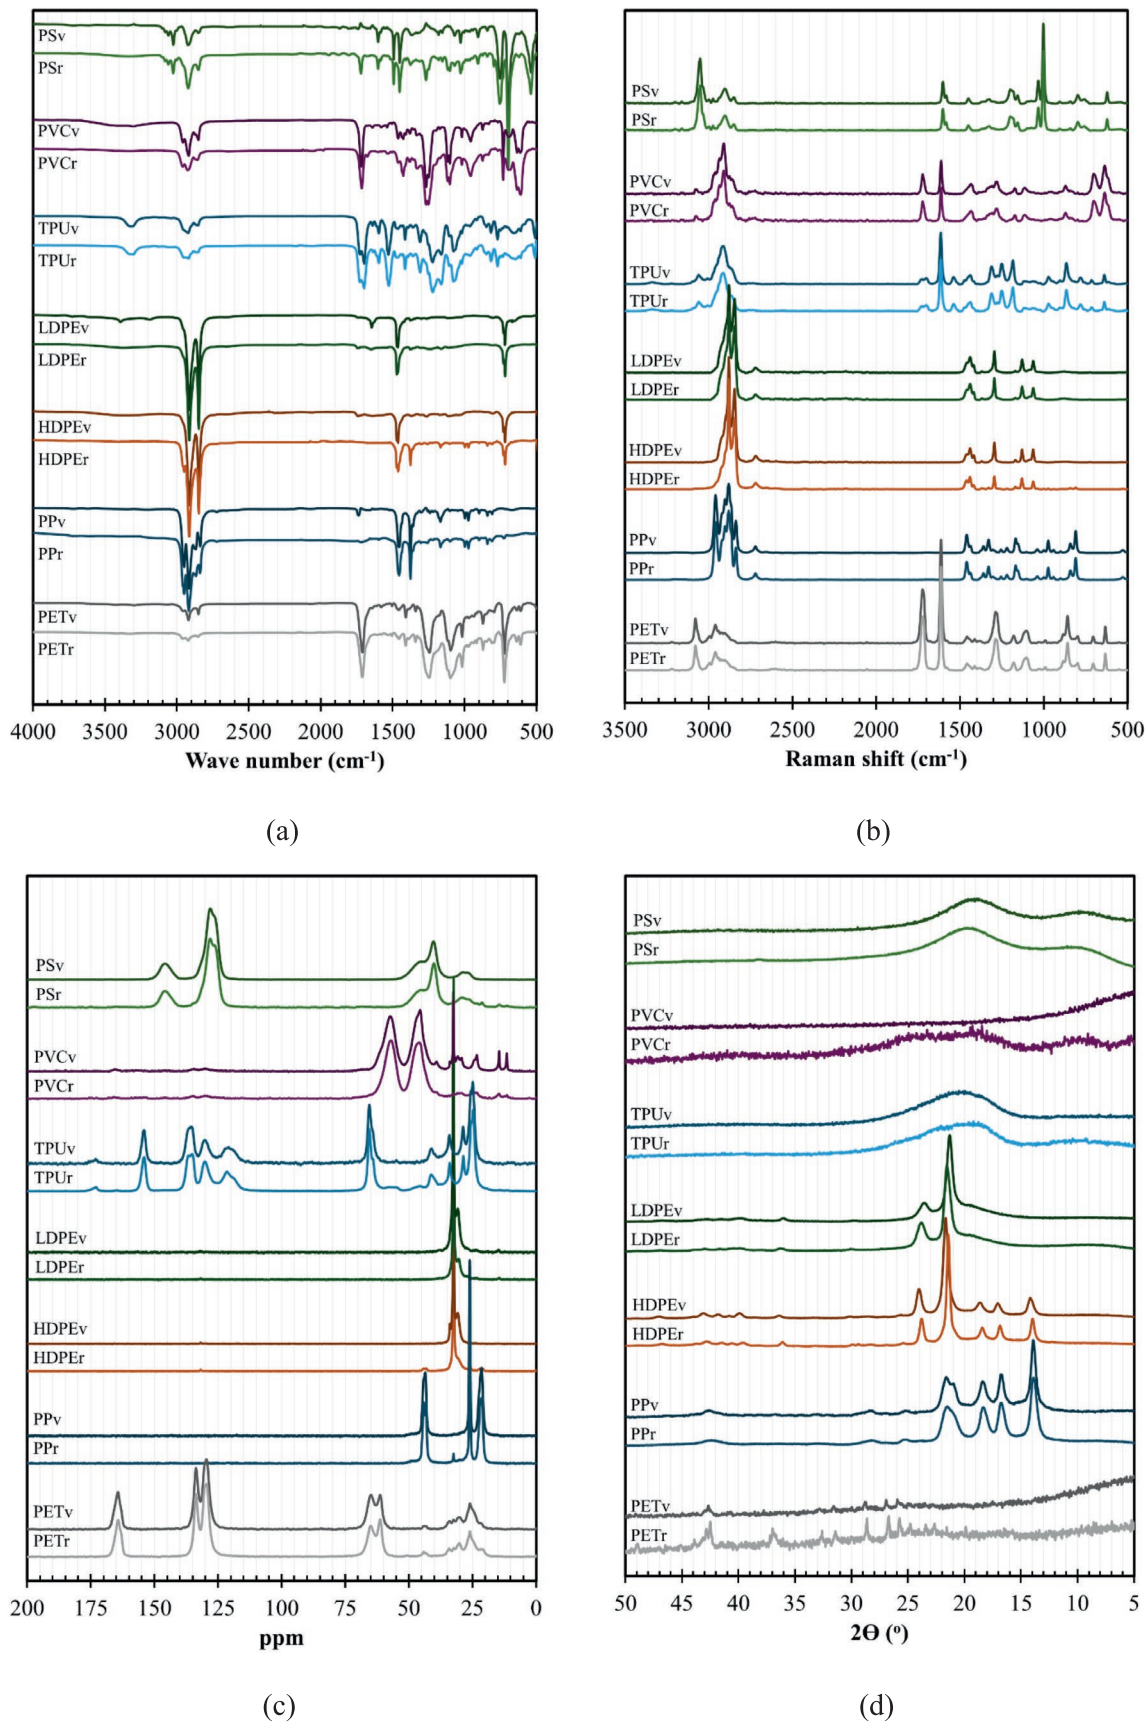 PSv
PSr
PVCv
PVCr
TPUv
TPUr
LDPEv
LDPEr
HDPEv
HDPEr
PPv
PPr
PETv
PETr
4000 3500 3000 2500 2000 1500 1000 500
Wave number (cm⁻¹)
(a)
PSv
PSr
PVCv
PVCr
TPUv
TPUr
LDPEv
LDPEr
HDPEv
HDPEr
PPv
PPr
PETv
PETr
3500 3000 2500 2000 1500 1000 500
Raman shift (cm⁻¹)
(b)
PSv
PSr
PVCv
PVCr
TPUv
TPUr
LDPEv
LDPEr
HDPEv
HDPEr
PPv
PPr
PETv
PETr
200 175 150 125 100 75 50 25 0
ppm
(c)
PSv
PSr
PVCv
PVCr
TPUv
TPUr
LDPEv
LDPEr
HDPEv
HDPEr
PPv
PPr
PETv
PETr
50 45 40 35 30 25 20 15 10 5
2Θ (°)
(d)